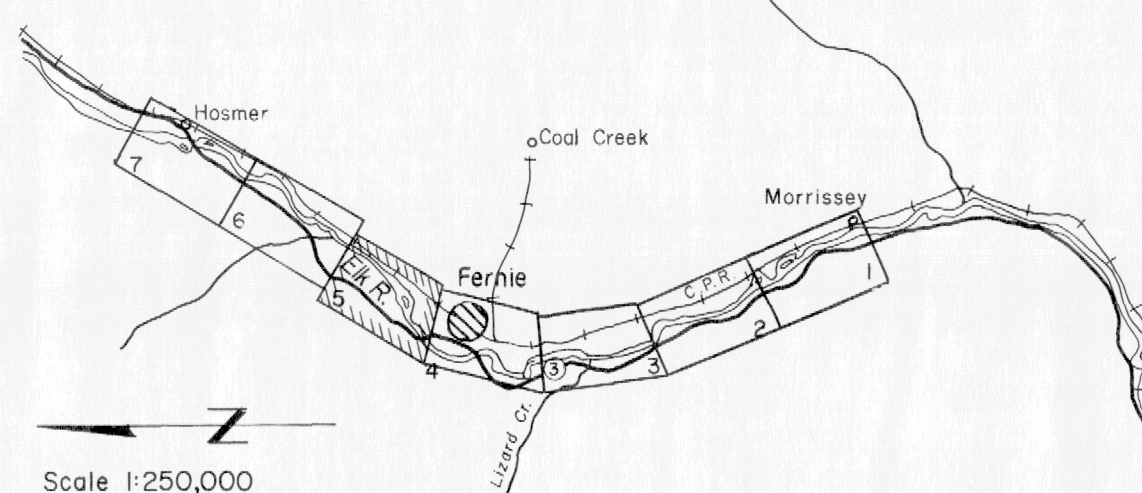 Hosmer
Coal Creek
7
Morrissey
6
Elk R.
Fernie
C.P.R.
1
5
2
4
3
3
Lizard Cr.
N
Scale 1:250,000